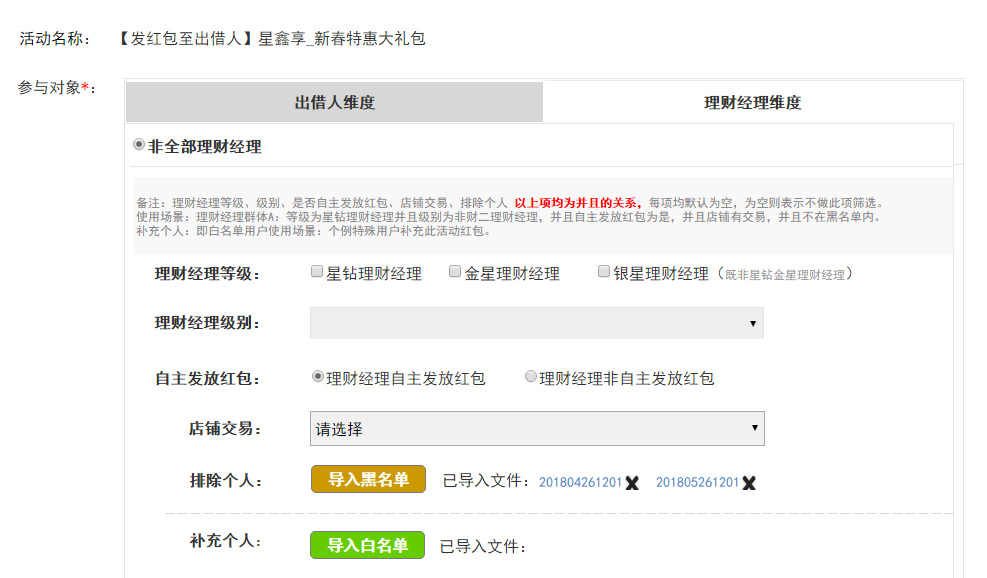 活动名称： 【发红包至出借人】星鑫享_新春特惠大礼包
参与对象*：
出借人维度 理财经理维度
非全部理财经理
备注：理财经理等级、级别、是否自主发放红包、店铺交易、排除个人 以上项均为并且的关系，每项均默认为空，为空则表示不做此项筛选。
使用场景：理财经理群体A：等级为星钻理财经理并且级别为非财二理财经理，并且自主发放红包为是，并且店铺有交易，并且不在黑名单内。
补充个人：即白名单用户使用场景：个例特殊用户补充此活动红包。
理财经理等级： 星钻理财经理 金星理财经理 银星理财经理（既非星钻金星理财经理）
理财经理级别：
自主发放红包： 理财经理自主发放红包 理财经理非自主发放红包
店铺交易： 请选择
排除个人： 导入黑名单 已导入文件：201804261201 201805261201
补充个人： 导入白名单 已导入文件：